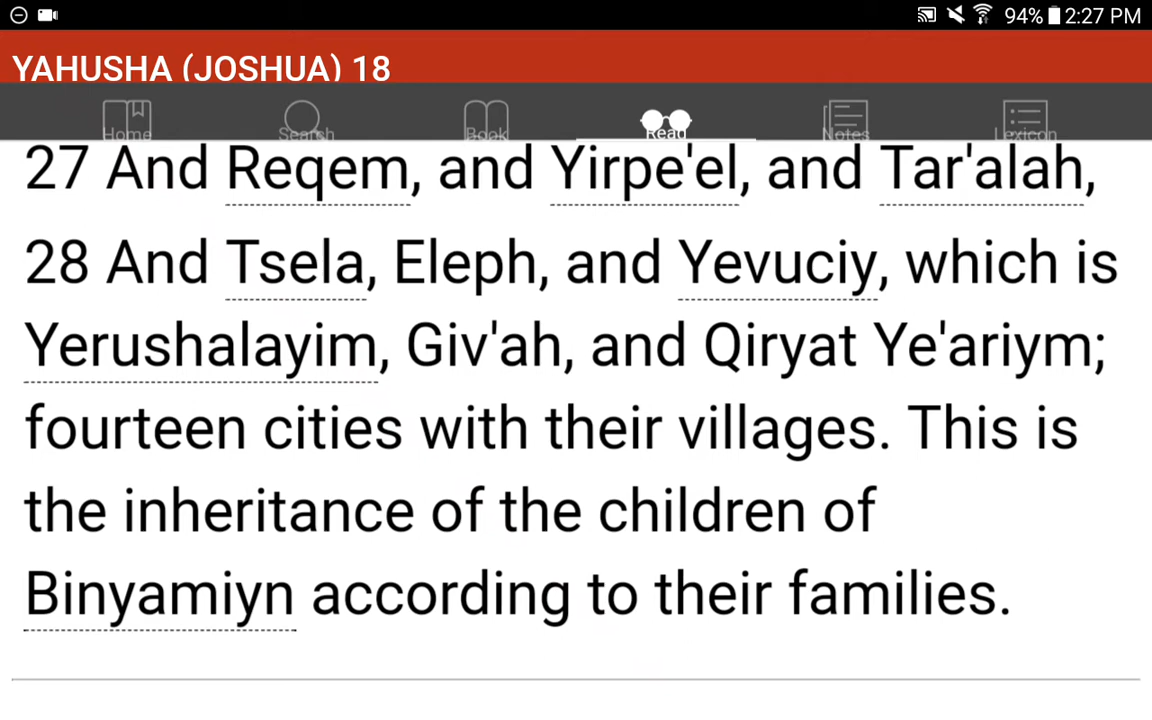 94% 2:27 PM
YAHUSHA (JOSHUA) 18
Home Search Book Read Notes Lexicon
27 And Reqem, and Yirpe'el, and Tar'alah,
28 And Tsela, Eleph, and Yevuciy, which is
Yerushalayim, Giv'ah, and Qiryat Ye'ariym;
fourteen cities with their villages. This is
the inheritance of the children of
Binyamiyn according to their families.